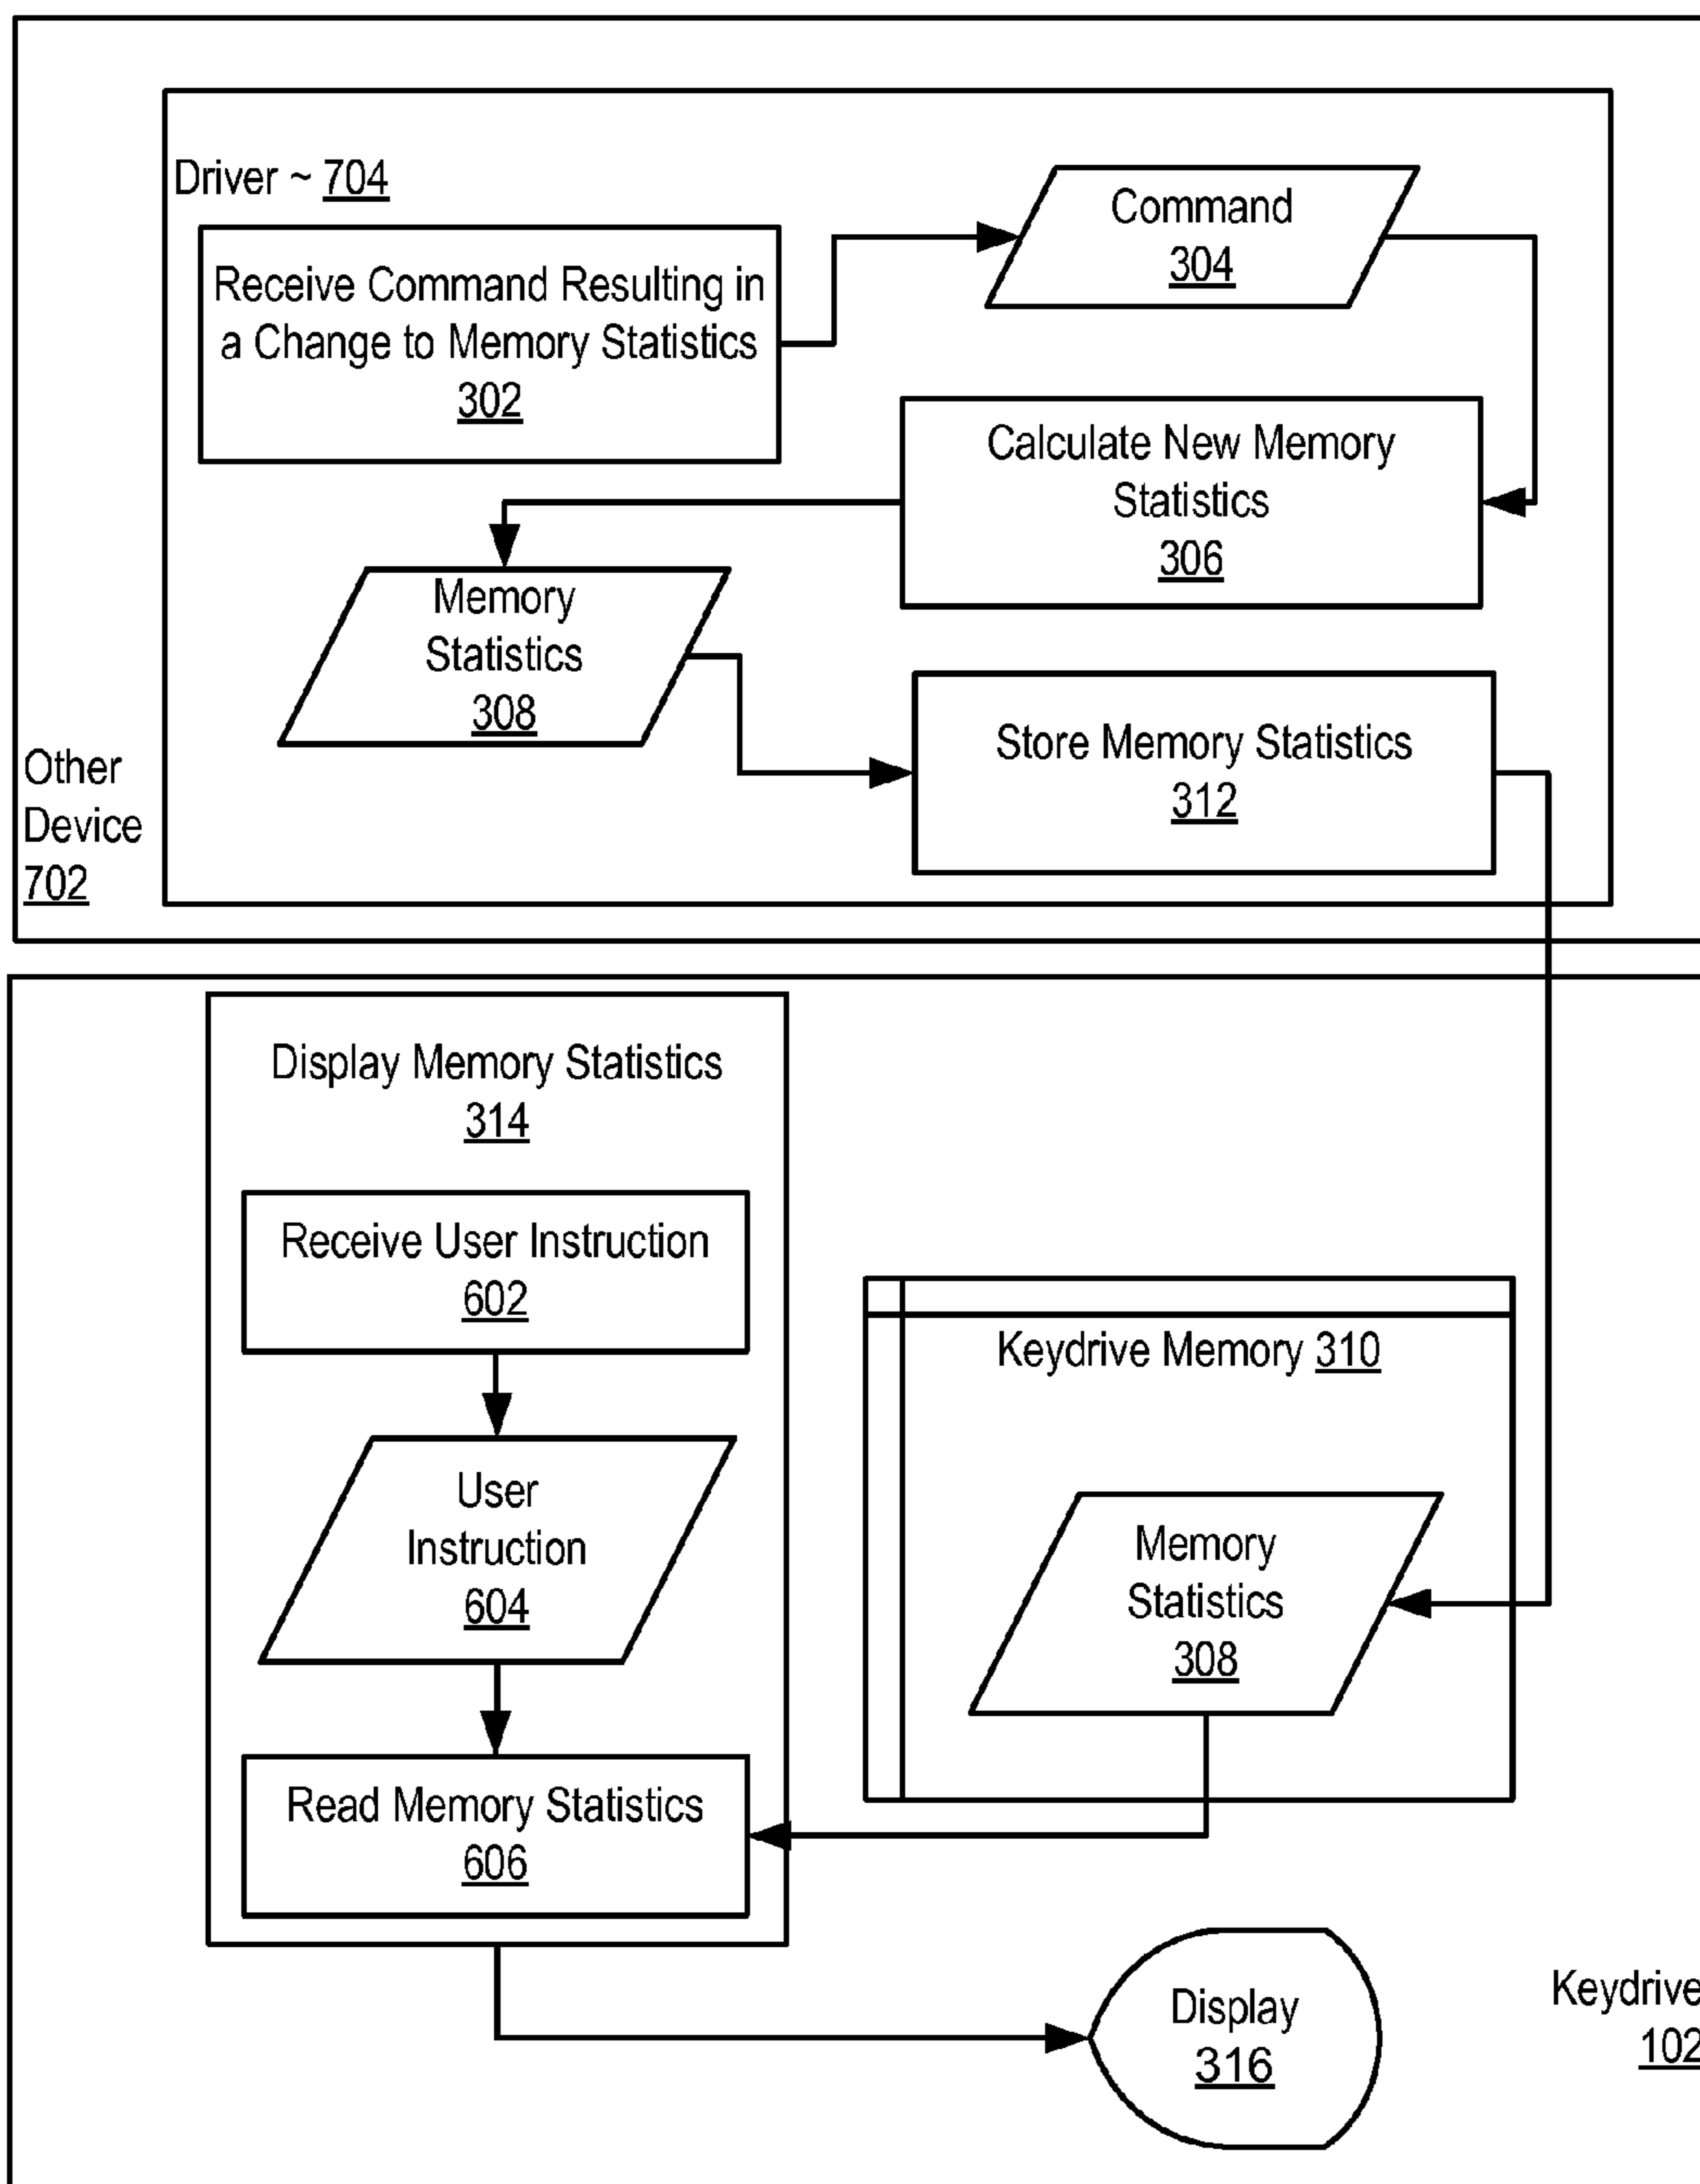 Driver ~ 704
Command
304
Receive Command Resulting in
a Change to Memory Statistics
302
Calculate New Memory
Statistics
306
Memory
Statistics
308
Store Memory Statistics
312
Other
Device
702
Display Memory Statistics
314
Receive User Instruction
602
Keydrive Memory 310
User
Instruction
604
Memory
Statistics
308
Read Memory Statistics
606
Display
316
Keydrive
102